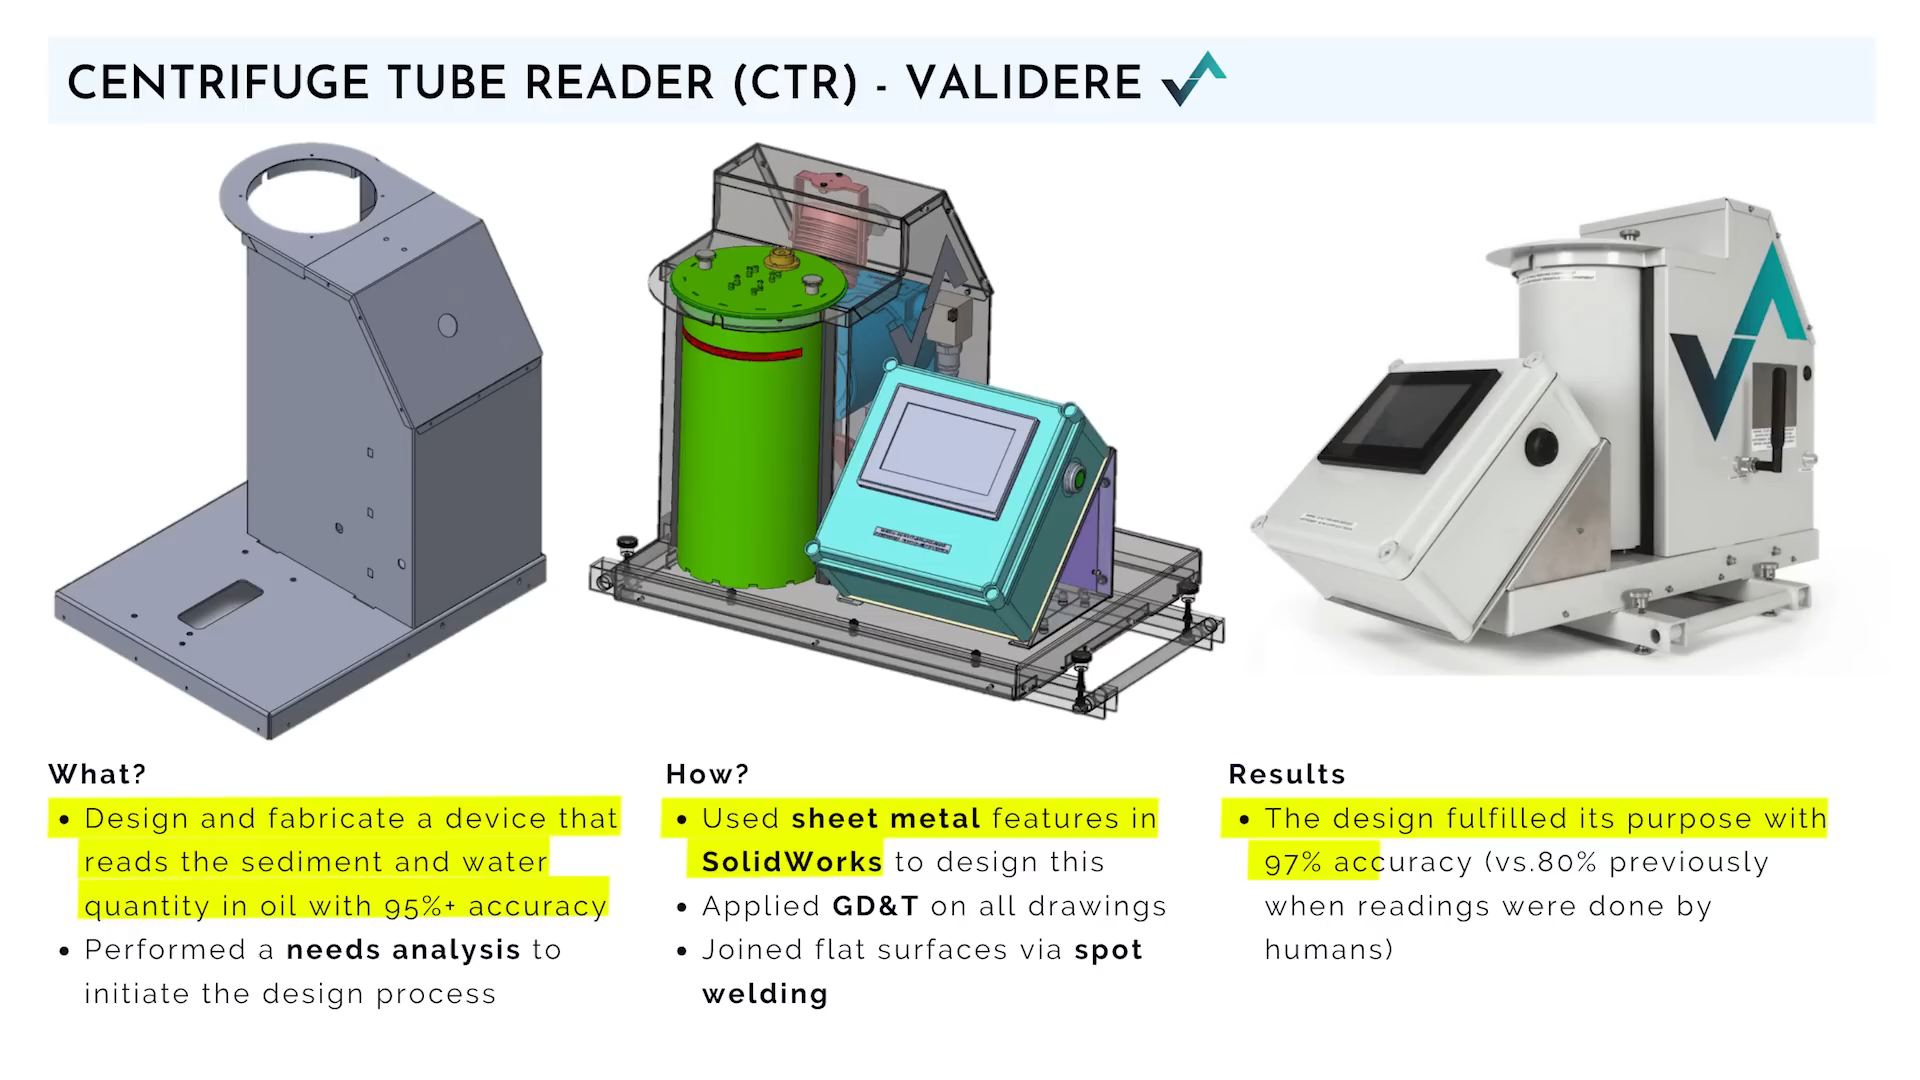 CENTRIFUGE TUBE READER (CTR) - VALIDERE
What?
• Design and fabricate a device that
reads the sediment and water
quantity in oil with 95%+ accuracy
• Performed a needs analysis to
initiate the design process
How?
• Used sheet metal features in
SolidWorks to design this
• Applied GD&T on all drawings
• Joined flat surfaces via spot
welding
Results
• The design fulfilled its purpose with
97% accuracy (vs.80% previously
when readings were done by
humans)